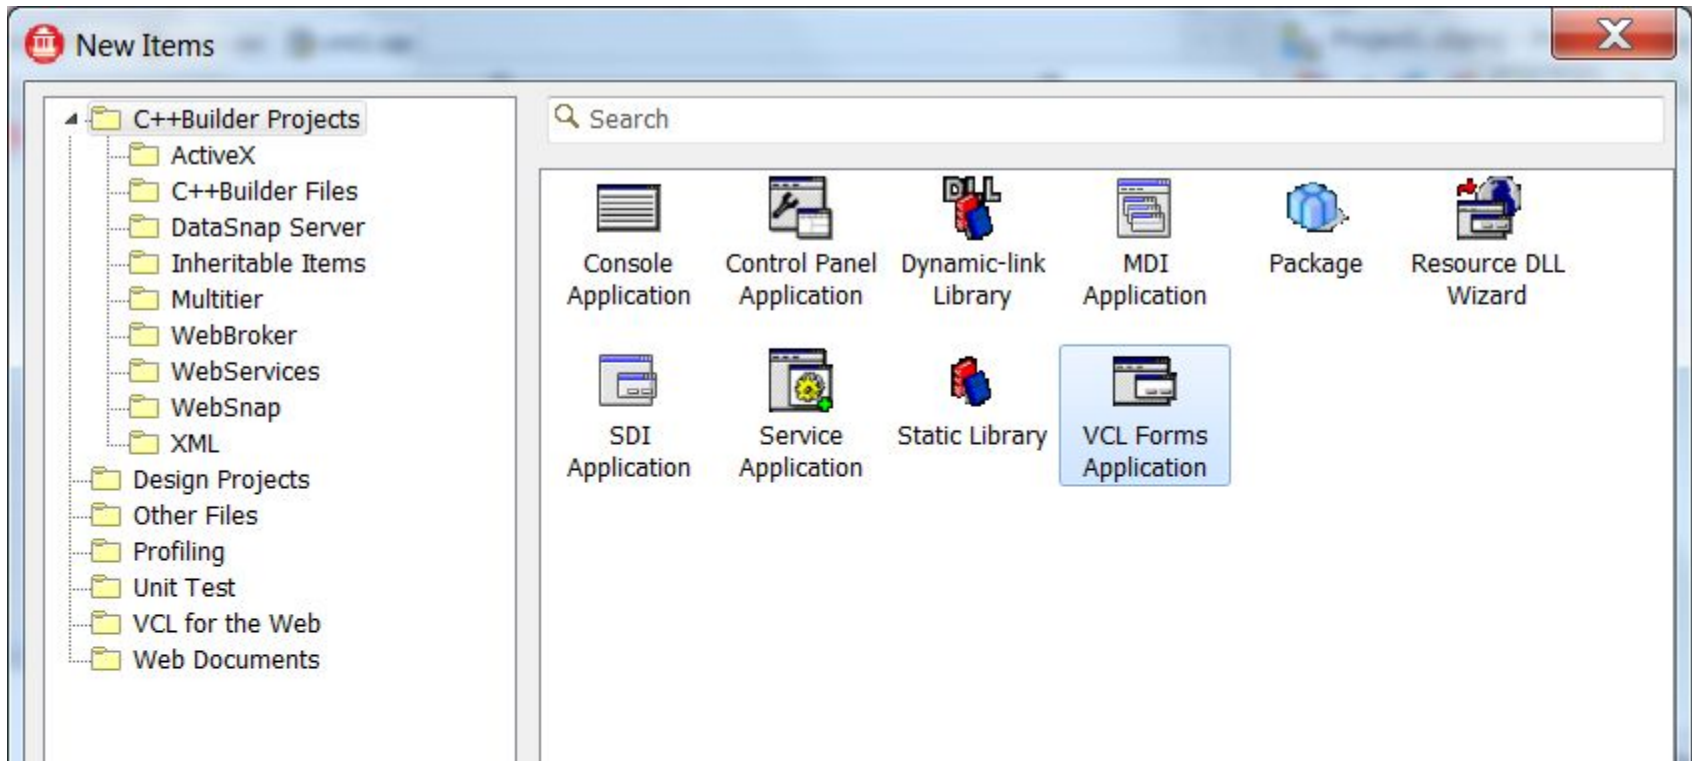 New Items
C++Builder Projects
ActiveX
C++Builder Files
DataSnap Server
Inheritable Items
Multitier
WebBroker
WebServices
WebSnap
XML
Design Projects
Other Files
Profiling
Unit Test
VCL for the Web
Web Documents
Search
DLL
Console
Application
Control Panel
Application
Dynamic-link
Library
MDI
Application
Package
Resource DLL
Wizard
SDI
Application
Service
Application
Static Library
VCL Forms
Application